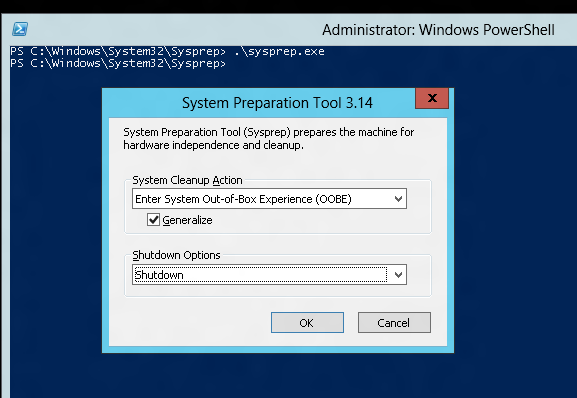 Administrator: Windows PowerShell
PS C:\Windows\System32\Sysprep> .\sysprep.exe
PS C:\Windows\System32\Sysprep>
System Preparation Tool 3.14
x
System Preparation Tool (Sysprep) prepares the machine for
hardware independence and cleanup.
System Cleanup Action
Enter System Out-of-Box Experience (OOBE)
Generalize
Shutdown Options
Shutdown
OK Cancel